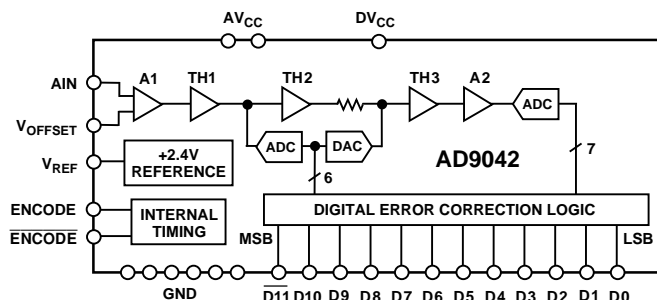 AVCC DVCC
AIN A1 TH1 TH2 TH3 A2
ADC
VOFFSET
ADC DAC
AD9042
7
VREF +2.4V REFERENCE
6
ENCODE
INTERNAL TIMING
DIGITAL ERROR CORRECTION LOGIC
ENCODE
MSB LSB
GND D11 D10 D9 D8 D7 D6 D5 D4 D3 D2 D1 D0